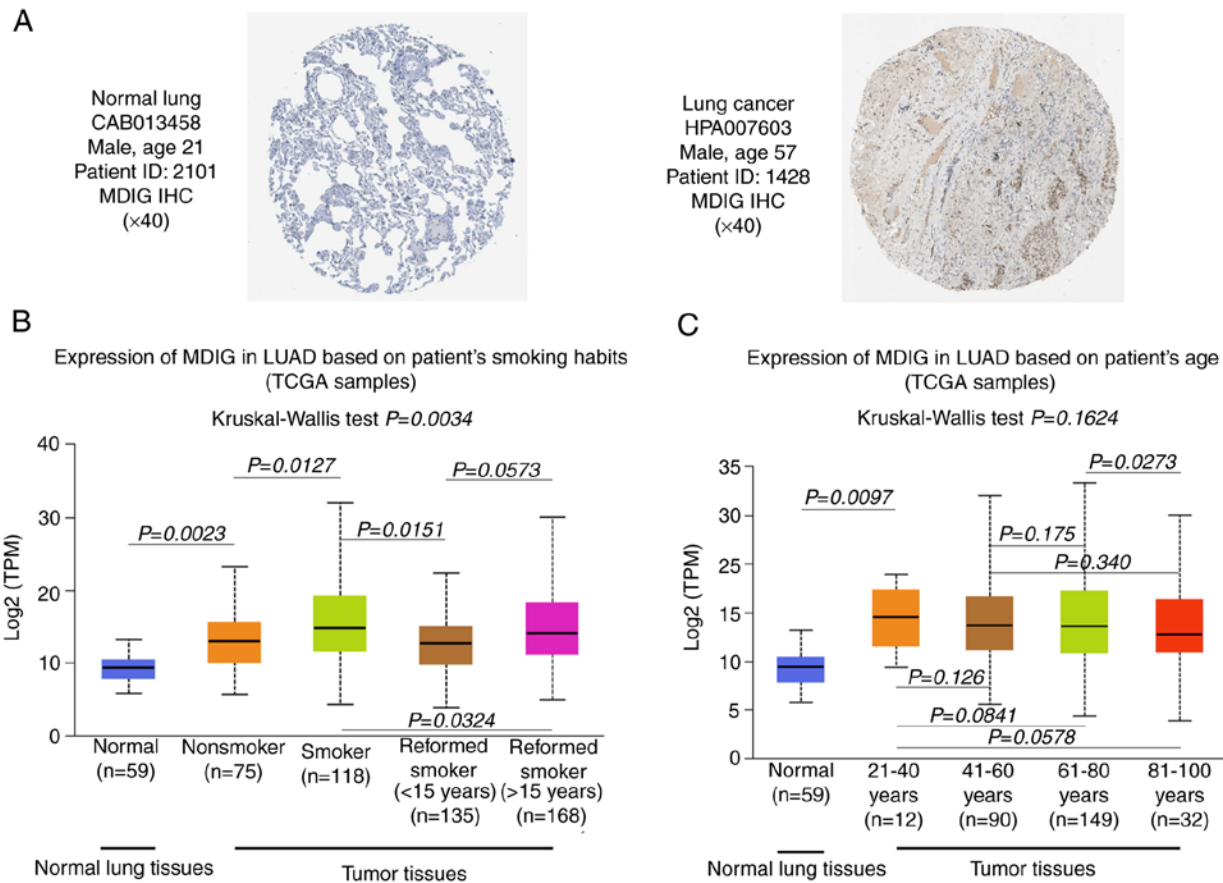 A
Normal lung
CAB013458
Male, age 21
Patient ID: 2101
MDIG IHC
(×40)
Lung cancer
HPA007603
Male, age 57
Patient ID: 1428
MDIG IHC
(×40)
B
Expression of MDIG in LUAD based on patient's smoking habits
(TCGA samples)
Kruskal-Wallis test P=0.0034
Log2 (TPM)
40
30
20
10
0
P=0.0023
P=0.0127
P=0.0151
P=0.0573
P=0.0324
Normal
(n=59)
Nonsmoker
(n=75)
Smoker
(n=118)
Reformed
smoker
(<15 years)
(n=135)
Reformed
smoker
(>15 years)
(n=168)
Normal lung tissues
Tumor tissues
C
Expression of MDIG in LUAD based on patient's age
(TCGA samples)
Kruskal-Wallis test P=0.1624
Log2 (TPM)
35
30
25
15
10
5
0
P=0.0097
P=0.0273
P=0.175
P=0.340
P=0.126
P=0.0841
P=0.0578
Normal
(n=59)
21-40
years
(n=12)
41-60
years
(n=90)
61-80
years
(n=149)
81-100
years
(n=32)
Normal lung tissues
Tumor tissues